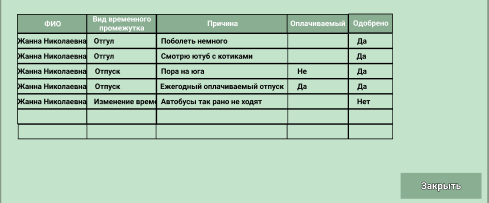 ФИО Вид временного промежутка Причина Оплачиваемый Одобрено
Жанна Николаевна Отгул Поболеть немного Да
Жанна Николаевна Отгул Смотрю ютуб с котиками Да
Жанна Николаевна Отпуск Пора на юга Не Да
Жанна Николаевна Отпуск Ежегодный оплачиваемый отпуск Да Да
Жанна Николаевна Изменение време Автобусы так рано не ходят Нет
Закрыть